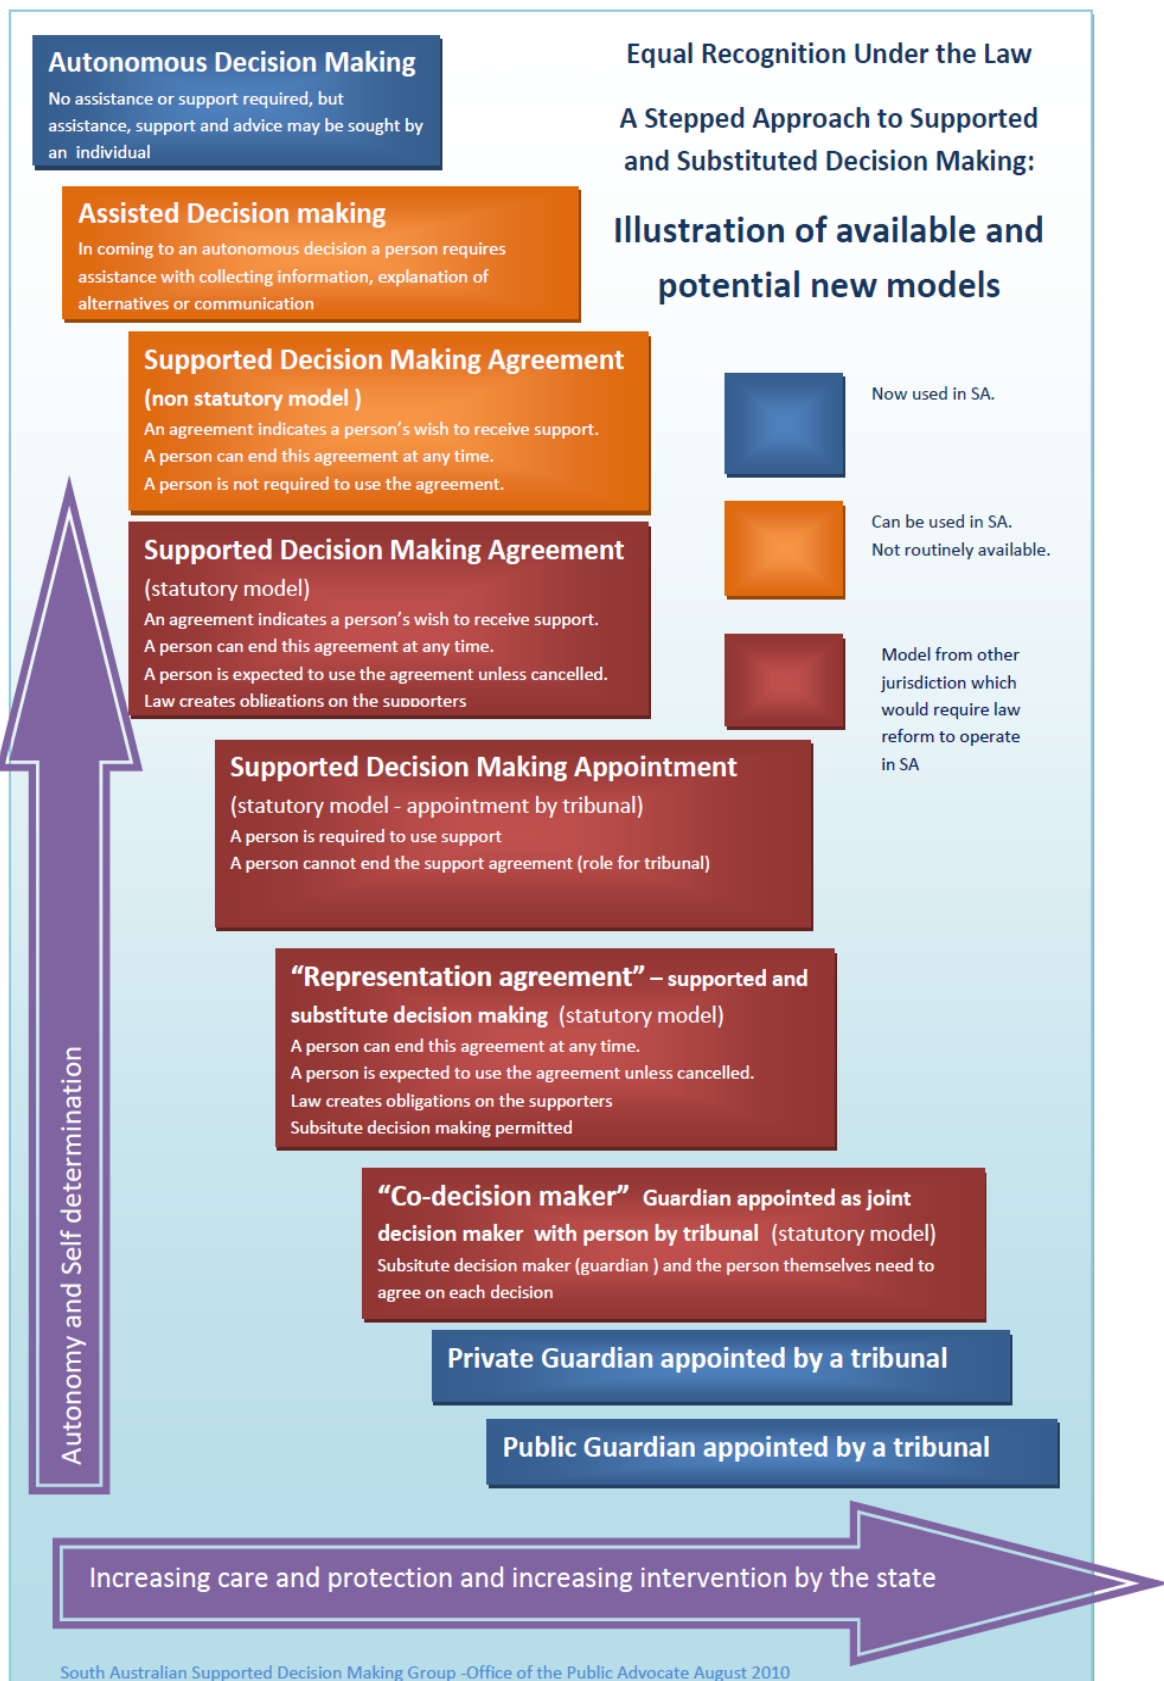 Autonomous Decision Making
No assistance or support required, but
assistance, support and advice may be sought by
an individual
Equal Recognition Under the Law
A Stepped Approach to Supported
and Substituted Decision Making:
Illustration of available and
potential new models
Assisted Decision making
In coming to an autonomous decision a person requires
assistance with collecting information, explanation of
alternatives or communication
Supported Decision Making Agreement
(non statutory model )
An agreement indicates a person’s wish to receive support.
A person can end this agreement at any time.
A person is not required to use the agreement.
Now used in SA.
Can be used in SA.
Not routinely available.
Model from other
jurisdiction which
would require law
reform to operate
in SA
Supported Decision Making Agreement
(statutory model)
An agreement indicates a person’s wish to receive support.
A person can end this agreement at any time.
A person is expected to use the agreement unless cancelled.
Law creates obligations on the supporters
Supported Decision Making Appointment
(statutory model - appointment by tribunal)
A person is required to use support
A person cannot end the support agreement (role for tribunal)
“Representation agreement” – supported and
substitute decision making (statutory model)
A person can end this agreement at any time.
A person is expected to use the agreement unless cancelled.
Law creates obligations on the supporters
Subsitute decision making permitted
“Co-decision maker” Guardian appointed as joint
decision maker with person by tribunal (statutory model)
Subsitute decision maker (guardian ) and the person themselves need to
agree on each decision
Private Guardian appointed by a tribunal
Public Guardian appointed by a tribunal
Autonomy and Self determination
Increasing care and protection and increasing intervention by the state
South Australian Supported Decision Making Group -Office of the Public Advocate August 2010